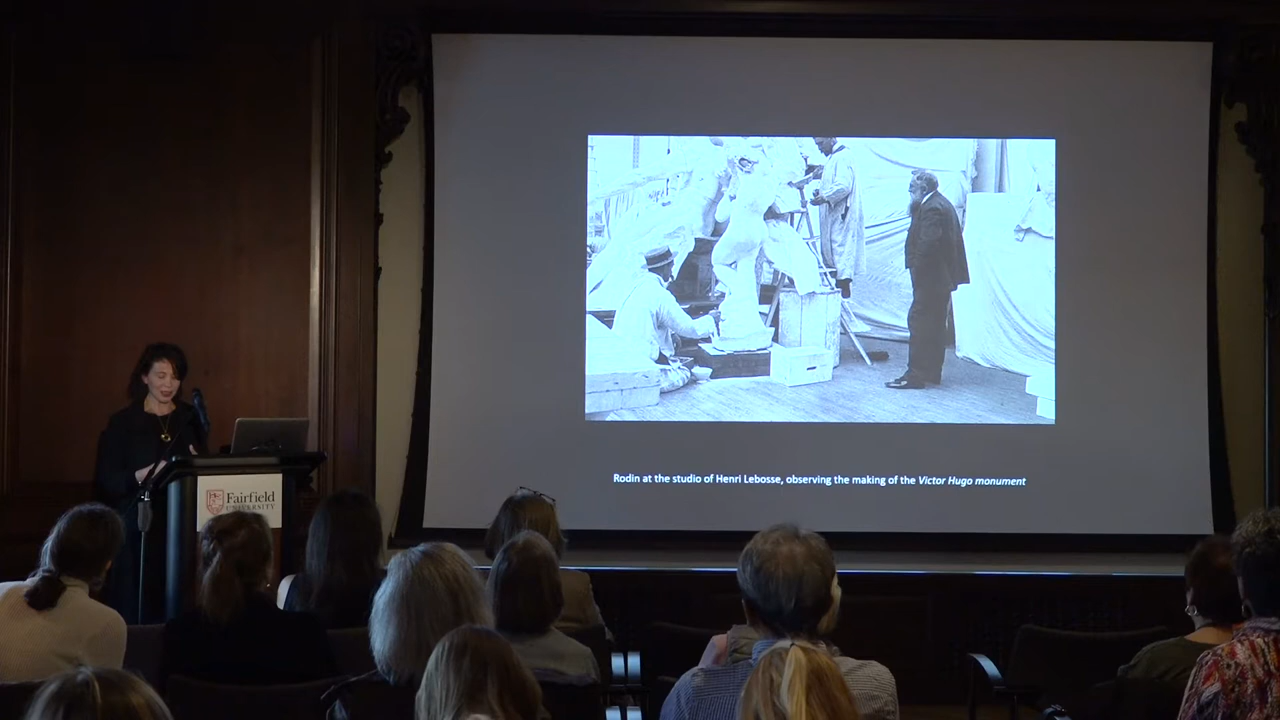 Rodin at the studio of Henri Lebosse, observing the making of the Victor Hugo monument
Fairfield
UNIVERSITY